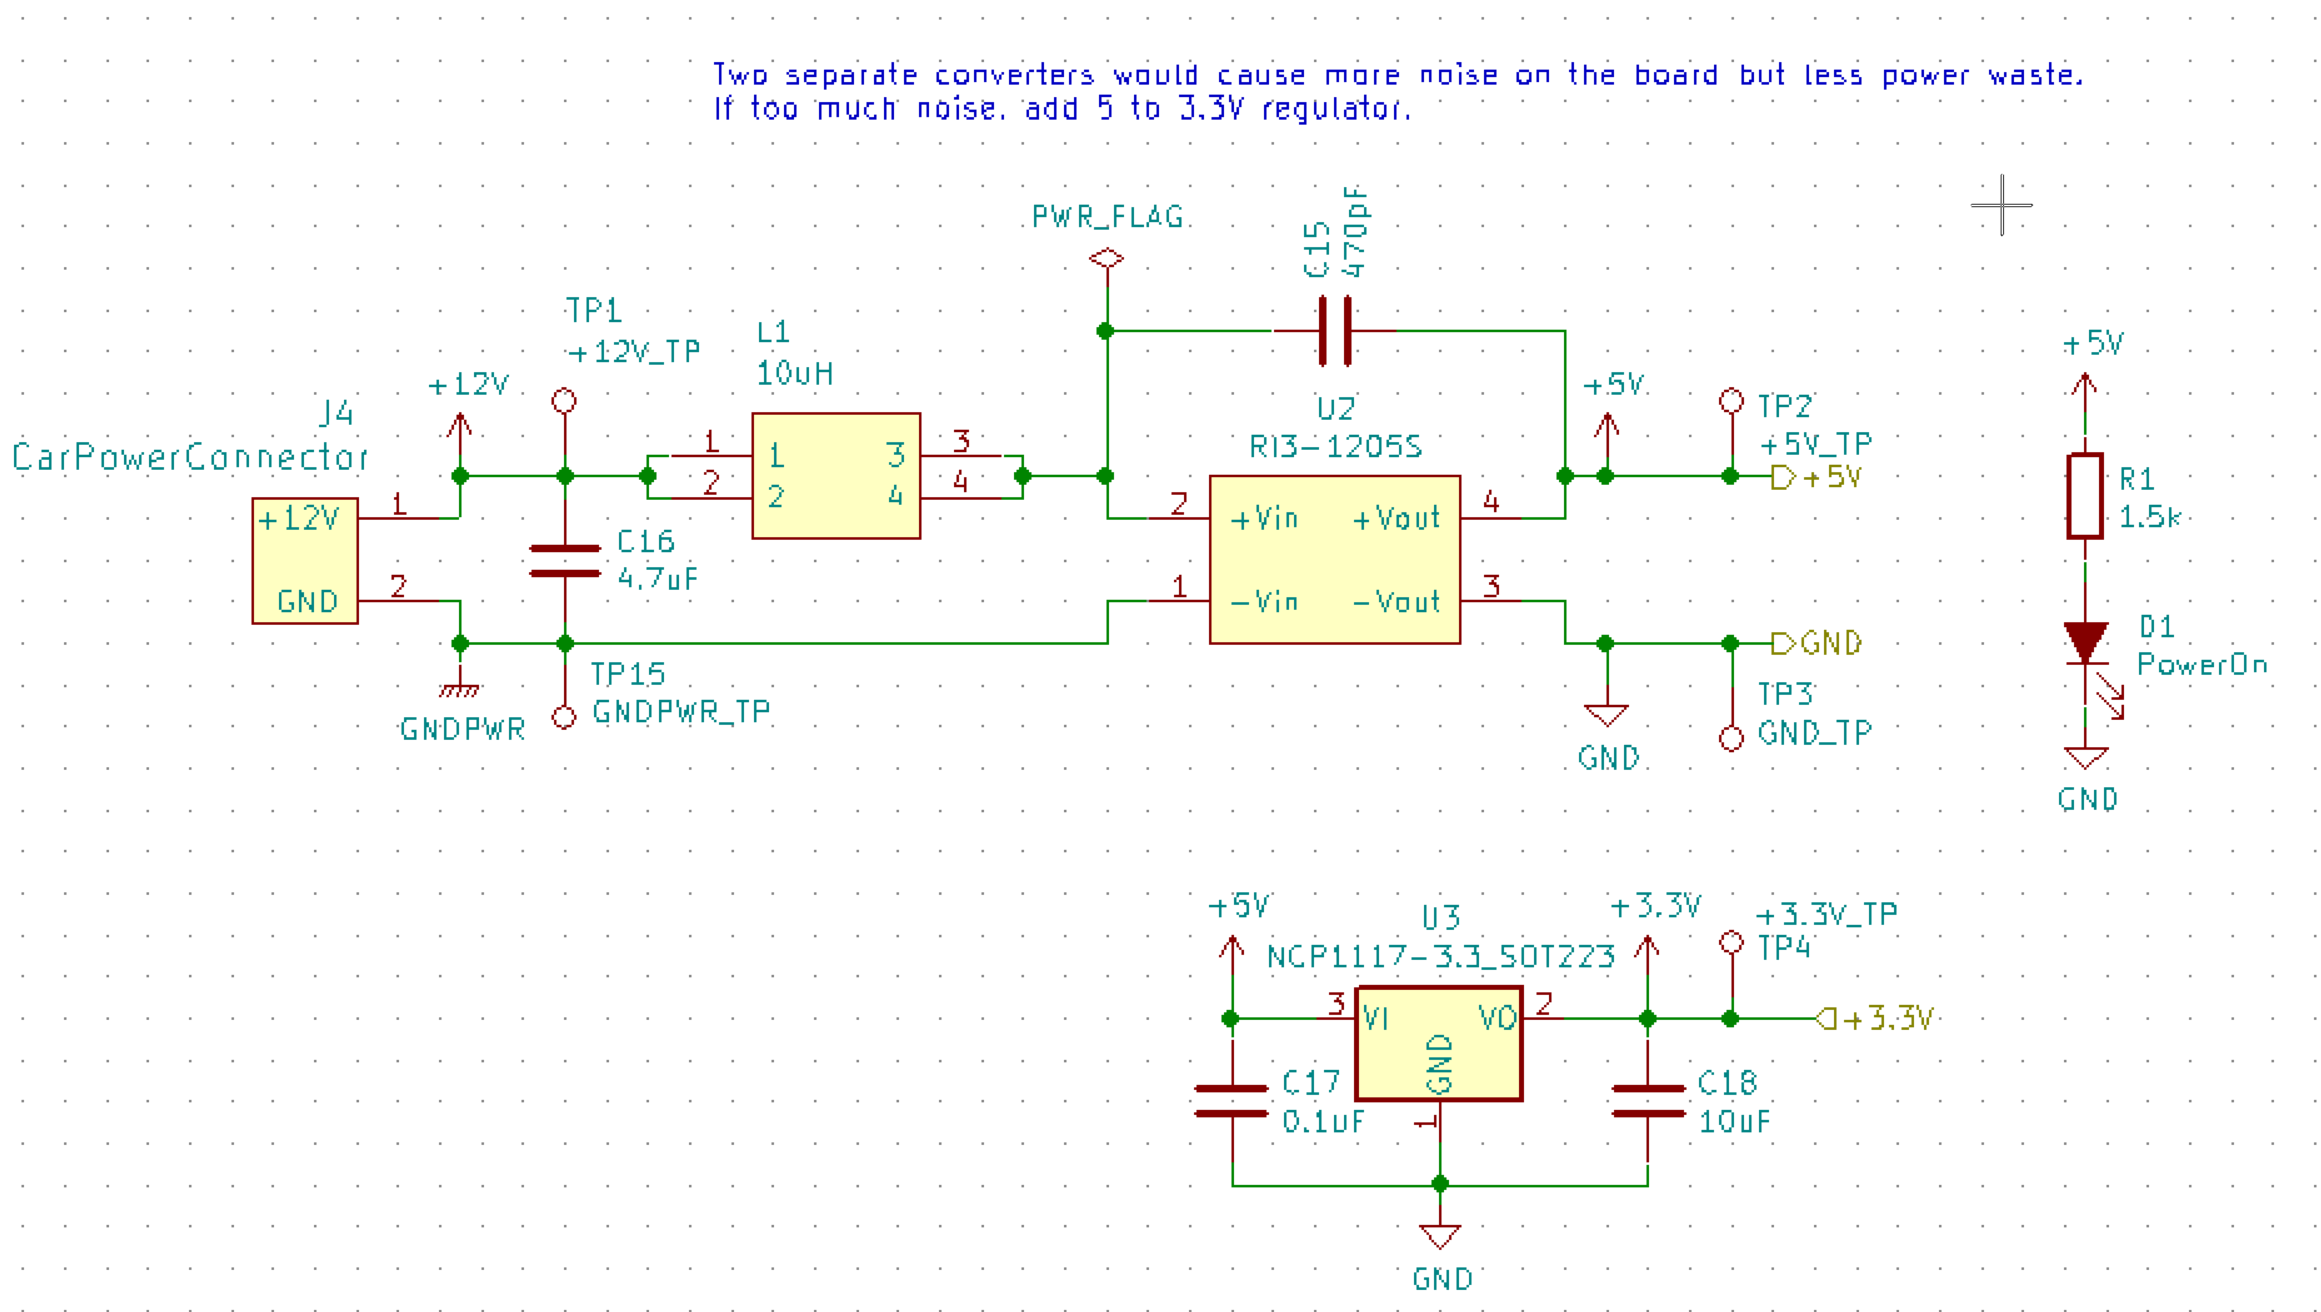 Two separate converters would cause more noise on the board but less power waste.
If too much noise, add 5 to 3.3V regulator.
PWR_FLAG
C15
470pF
TP1
+12V_TP
L1
10uH
+12V
J4
CarPowerConnector
+12V
GND
1
2
C16
4.7uF
1
2
1
2
3
4
3
4
U2
RI3-1205S
2
1
+Vin
-Vin
+Vout
-Vout
4
3
+5V
TP2
+5V_TP
+5V
GND
TP3
GND_TP
GND
TP15
GNDPWR_TP
GNDPWR
+5V
R1
1.5k
D1
PowerOn
GND
+5V
U3
NCP1117-3.3_SOT223
+3.3V
+3.3V_TP
TP4
3
VI
VO
2
GND
1
+3.3V
C17
0.1uF
C18
10uF
GND